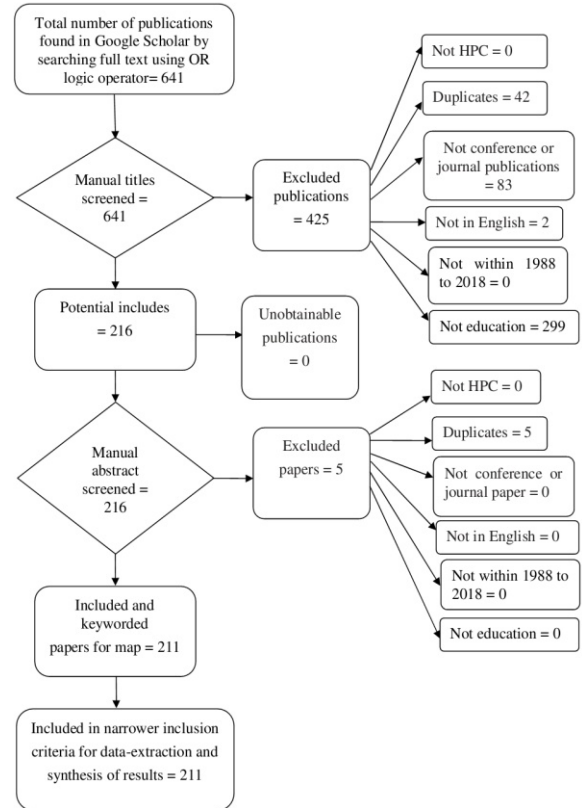 Total number of publications
found in Google Scholar by
searching full text using OR
logic operator= 641
Manual titles
screened =
641
Excluded
publications
= 425
Not HPC = 0
Duplicates = 42
Not conference or
journal publications
= 83
Not in English = 2
Not within 1988
to 2018 = 0
Not education = 299
Potential includes
= 216
Unobtainable
publications
= 0
Manual
abstract
screened =
216
Excluded
papers = 5
Not HPC = 0
Duplicates = 5
Not conference or
journal paper = 0
Not in English = 0
Not within 1988 to
2018 = 0
Not education = 0
Included and
keyworded
papers for map = 211
Included in narrower inclusion
criteria for data-extraction and
synthesis of results = 211